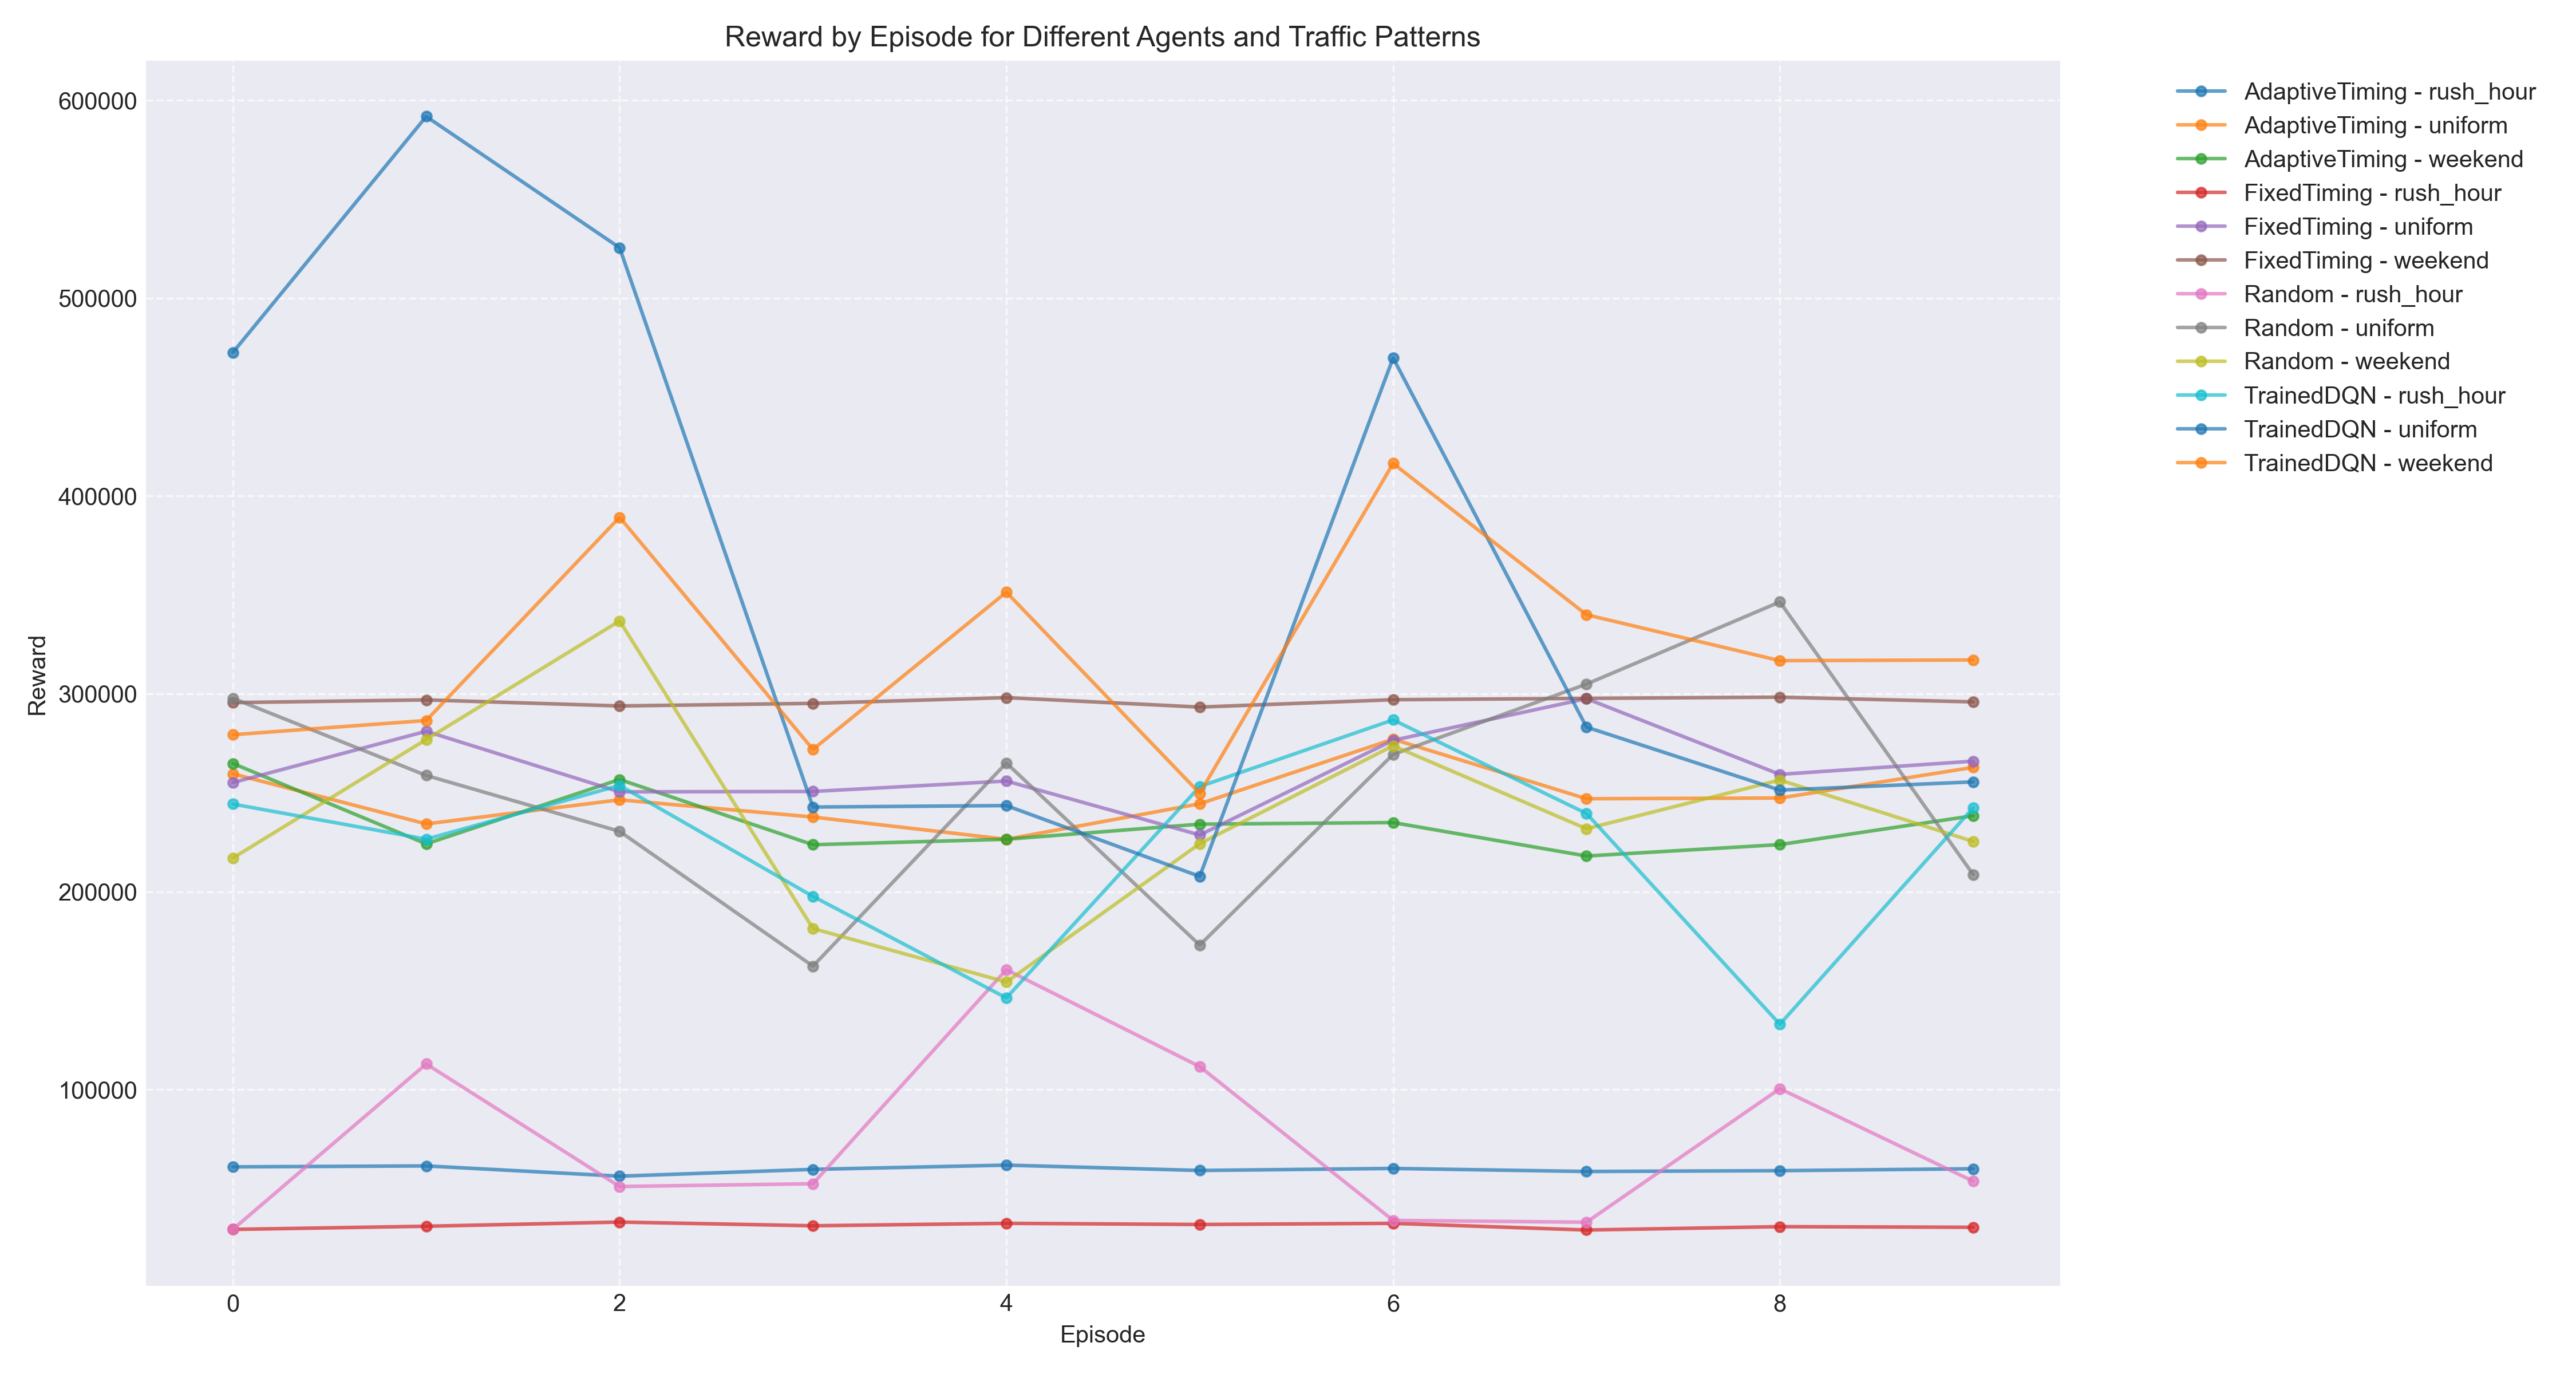 Reward by Episode for Different Agents and Traffic Patterns
600000
500000
400000
300000
200000
100000
Reward
0 2 4 6 8
Episode
AdaptiveTiming - rush_hour
AdaptiveTiming - uniform
AdaptiveTiming - weekend
FixedTiming - rush_hour
FixedTiming - uniform
FixedTiming - weekend
Random - rush_hour
Random - uniform
Random - weekend
TrainedDQN - rush_hour
TrainedDQN - uniform
TrainedDQN - weekend